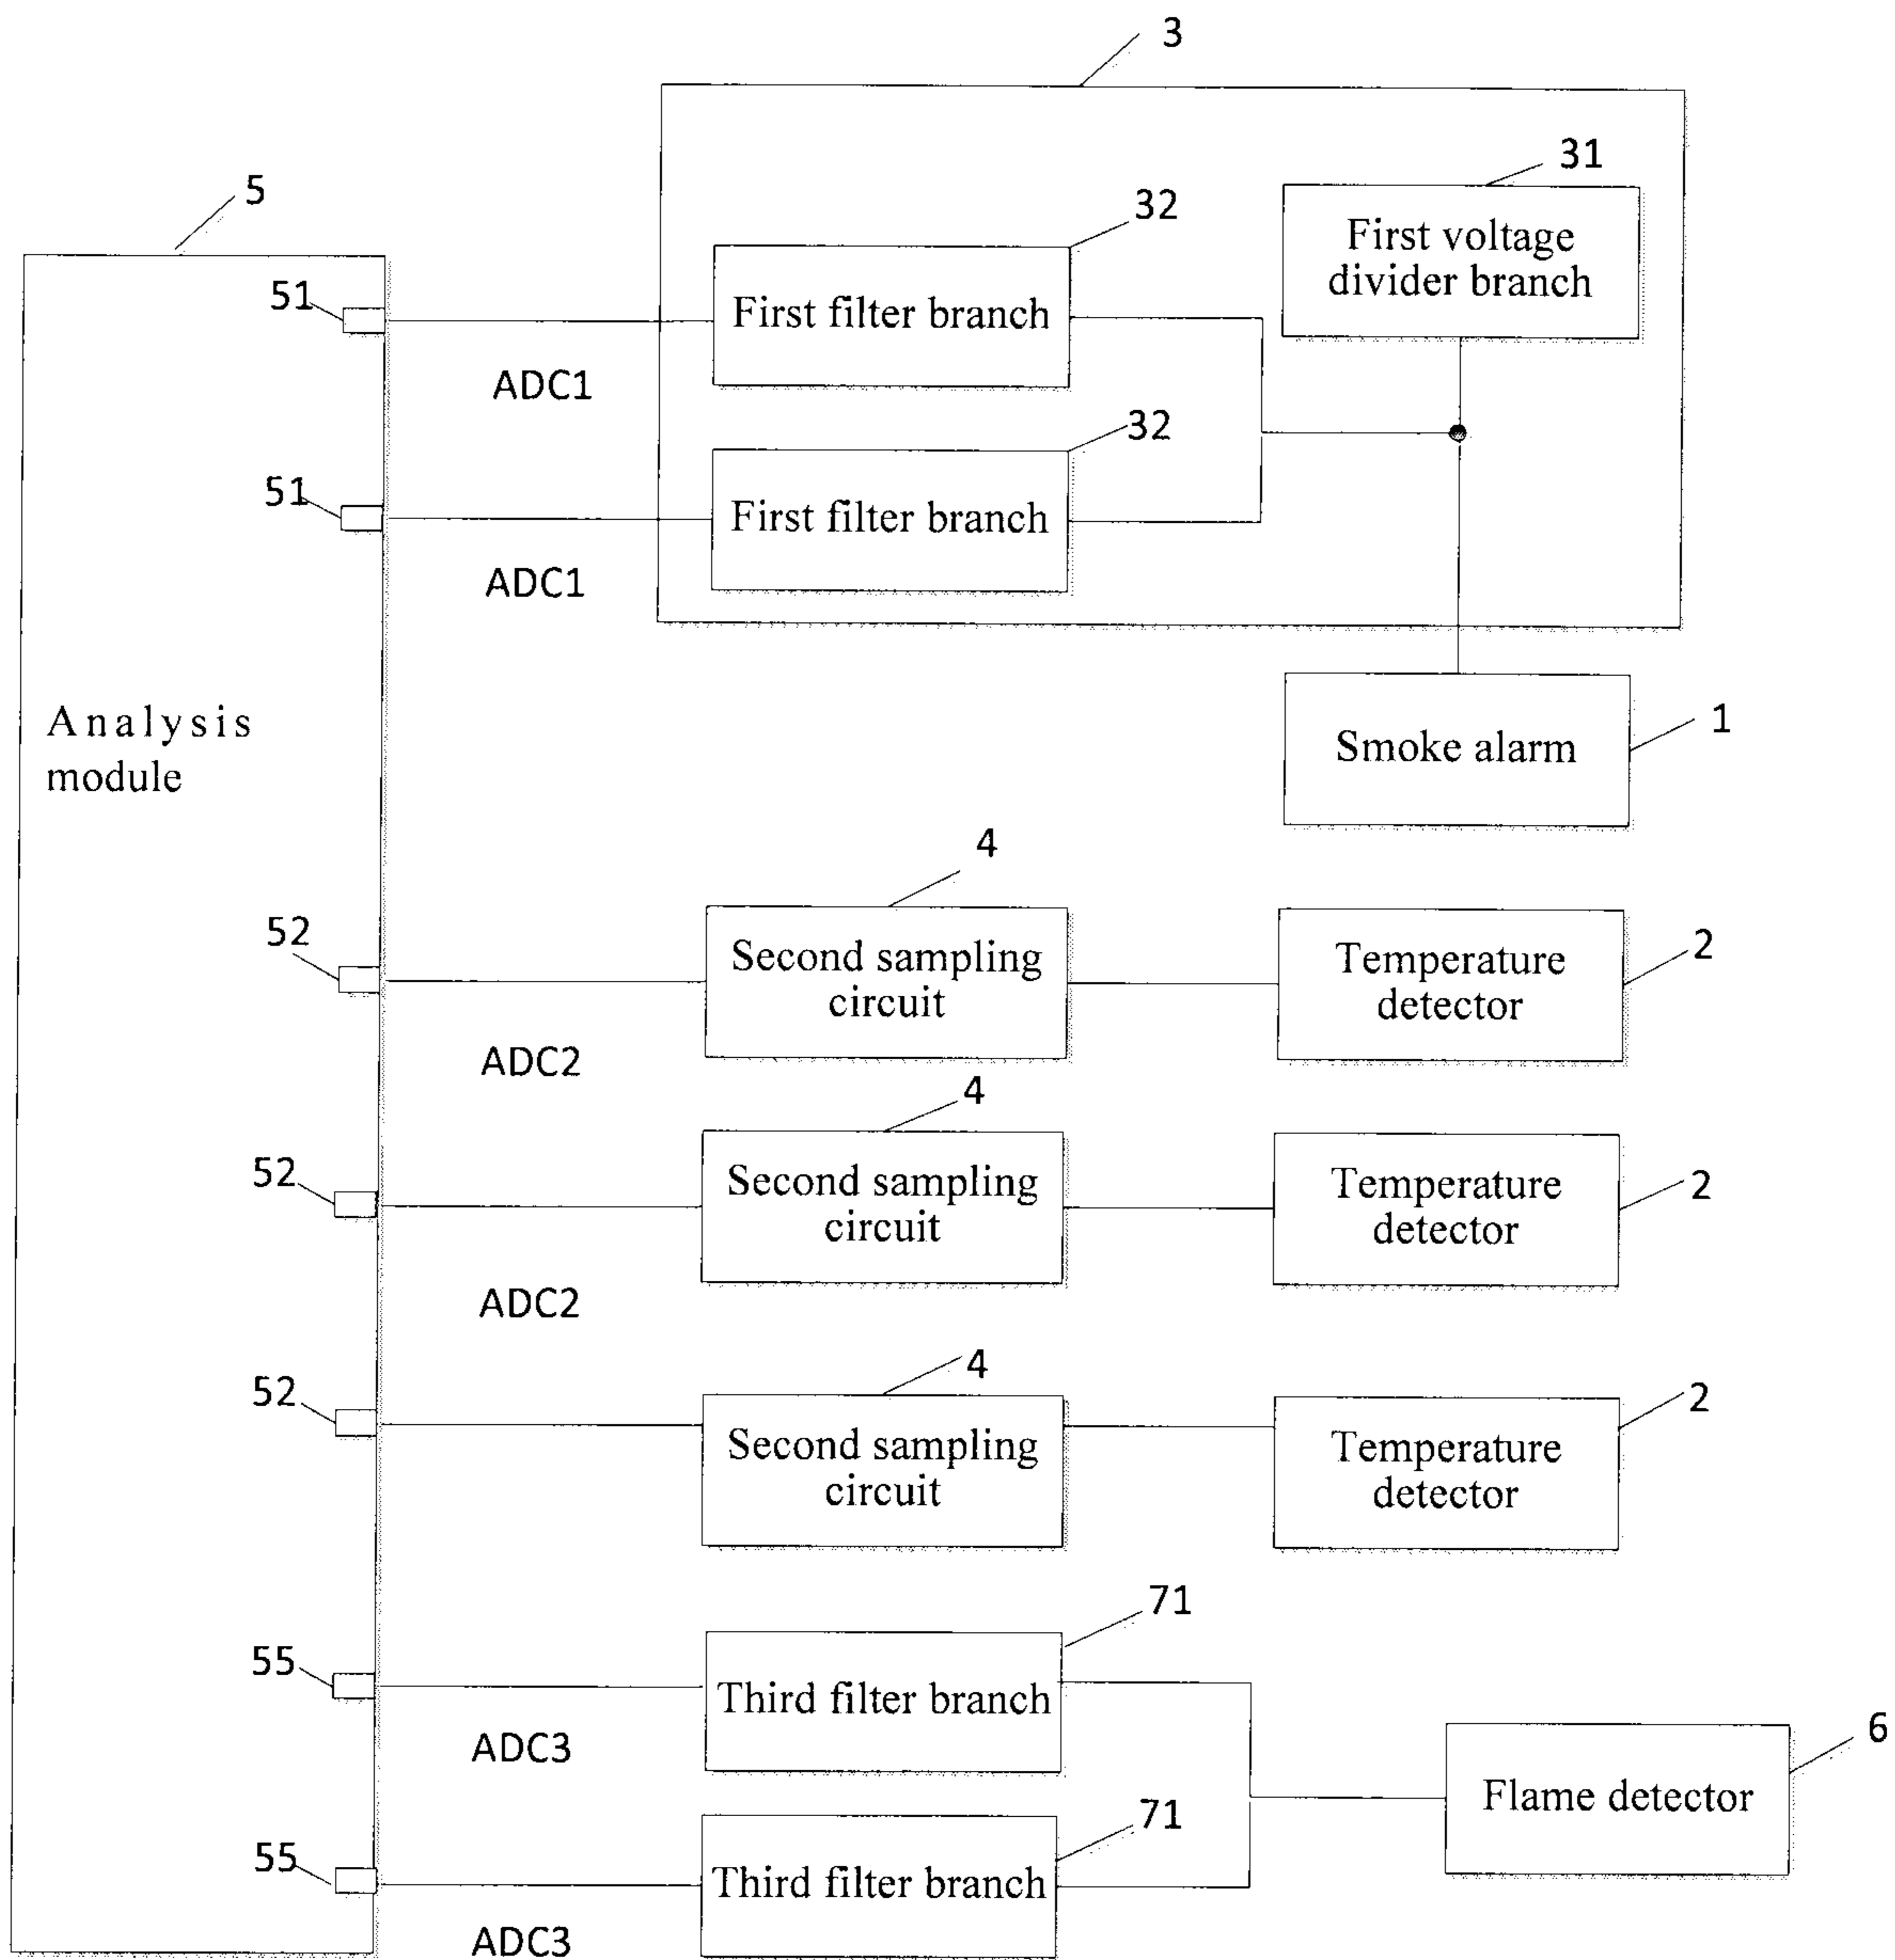 3
31
5
32
First voltage
divider branch
51
First filter branch
ADC1
32
51
First filter branch
ADC1
Analysis
module
1
Smoke alarm
4
52
Second sampling
circuit
Temperature
detector
2
ADC2
4
52
Second sampling
circuit
Temperature
detector
2
ADC2
4
52
Second sampling
circuit
Temperature
detector
2
71
55
Third filter branch
ADC3
6
Flame detector
71
55
Third filter branch
ADC3